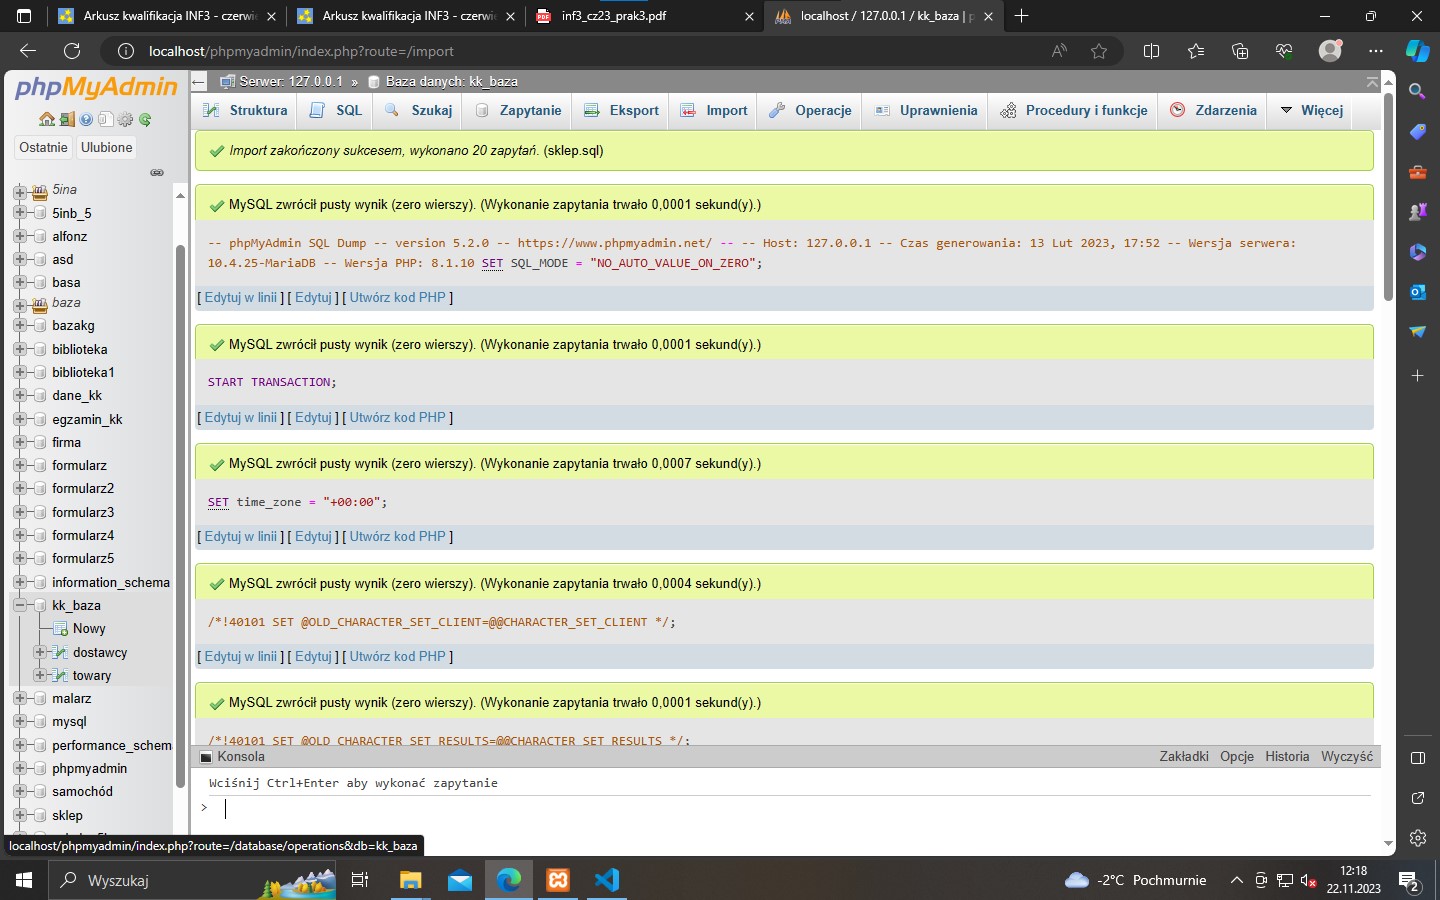 Arkusz kwalifikacja INF3 - czerwie
Arkusz kwalifikacja INF3 - czerwie
inf3_cz23_prak3.pdf
localhost / 127.0.0.1 / kk_baza | p
localhost/phpmyadmin/index.php?route=/import
phpMyAdmin
Ostatnie
Ulubione
5ina
5inb_5
alfonz
asd
basa
baza
bazakg
biblioteka
biblioteka1
dane_kk
egzamin_kk
firma
formularz
formularz2
formularz3
formularz4
formularz5
information_schema
kk_baza
Nowy
dostawcy
towary
malarz
mysql
performance_schem
phpmyadmin
samochód
sklep
Serwer: 127.0.0.1 » Baza danych: kk_baza
Struktura SQL Szukaj Zapytanie Eksport Import Operacje Uprawnienia Procedury i funkcje Zdarzenia Więcej
Import zakończony sukcesem, wykonano 20 zapytań. (sklep.sql)
MySQL zwrócił pusty wynik (zero wierszy). (Wykonanie zapytania trwało 0,0001 sekund(y).)
-- phpMyAdmin SQL Dump -- version 5.2.0 -- https://www.phpmyadmin.net/ -- -- Host: 127.0.0.1 -- Czas generowania: 13 Lut 2023, 17:52 -- Wersja serwera:
10.4.25-MariaDB -- Wersja PHP: 8.1.10 SET SQL_MODE = "NO_AUTO_VALUE_ON_ZERO";
[ Edytuj w linii ] [ Edytuj ] [ Utwórz kod PHP ]
MySQL zwrócił pusty wynik (zero wierszy). (Wykonanie zapytania trwało 0,0001 sekund(y).)
START TRANSACTION;
[ Edytuj w linii ] [ Edytuj ] [ Utwórz kod PHP ]
MySQL zwrócił pusty wynik (zero wierszy). (Wykonanie zapytania trwało 0,0007 sekund(y).)
SET time_zone = "+00:00";
[ Edytuj w linii ] [ Edytuj ] [ Utwórz kod PHP ]
MySQL zwrócił pusty wynik (zero wierszy). (Wykonanie zapytania trwało 0,0004 sekund(y).)
/*!40101 SET @OLD_CHARACTER_SET_CLIENT=@@CHARACTER_SET_CLIENT */;
[ Edytuj w linii ] [ Edytuj ] [ Utwórz kod PHP ]
MySQL zwrócił pusty wynik (zero wierszy). (Wykonanie zapytania trwało 0,0001 sekund(y).)
/*!40101 SET @OLD_CHARACTER_SET_RESULTS=@@CHARACTER_SET_RESULTS */;
Konsola Zakładki Opcje Historia Wyczyść
Wciśnij Ctrl+Enter aby wykonać zapytanie
>
localhost/phpmyadmin/index.php?route=/database/operations&db=kk_baza
Wyszukaj
-2°C Pochmurnie
12:18
22.11.2023
2